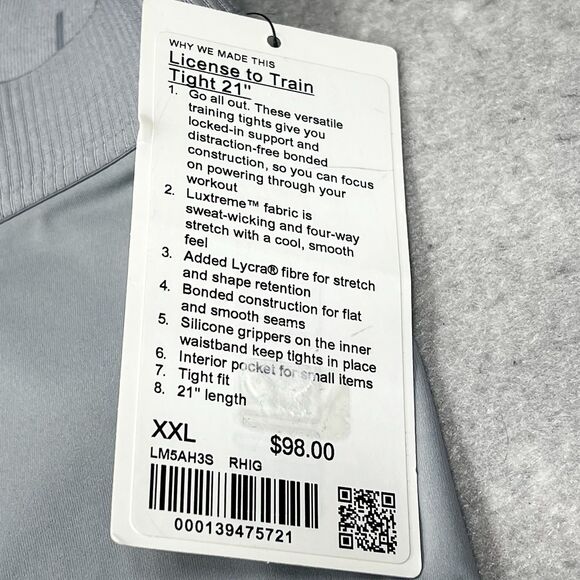 WHY WE MADE THIS
License to Train
Tight 21"
1. Go all out. These versatile
training tights give you
locked-in support and
distraction-free bonded
construction, so you can focus
on powering through your
workout
2. Luxtreme™ fabric is
sweat-wicking and four-way
stretch with a cool, smooth
feel
3. Added Lycra® fibre for stretch
and shape retention
4. Bonded construction for flat
and smooth seams
5. Silicone grippers on the inner
waistband keep tights in place
6. Interior pocket for small items
7. Tight fit
8. 21" length
XXL $98.00
LM5AH3S RHIG
000139475721